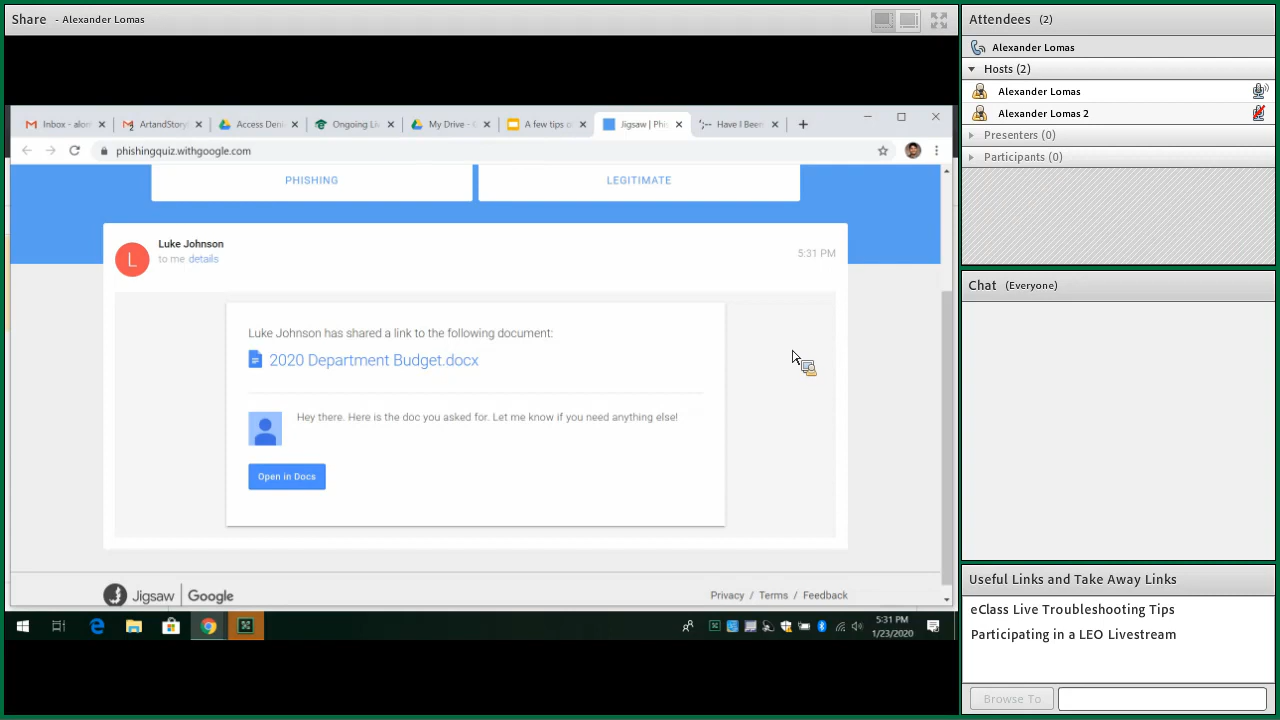 Share - Alexander Lomas
Inbox - alom
ArtandStory
Access Deni
Ongoing Liv
My Drive -
A few tips o
Jigsaw | Phi
Have I Been
phishingquiz.withgoogle.com
PHISHING
LEGITIMATE
L
Luke Johnson
to me details
5:31 PM
Luke Johnson has shared a link to the following document:
2020 Department Budget.docx
Hey there. Here is the doc you asked for. Let me know if you need anything else!
Open in Docs
Jigsaw | Google
Privacy / Terms / Feedback
5:31 PM
1/23/2020
Attendees (2)
Alexander Lomas
Hosts (2)
Alexander Lomas
Alexander Lomas 2
Presenters (0)
Participants (0)
Chat (Everyone)
Useful Links and Take Away Links
eClass Live Troubleshooting Tips
Participating in a LEO Livestream
Browse To